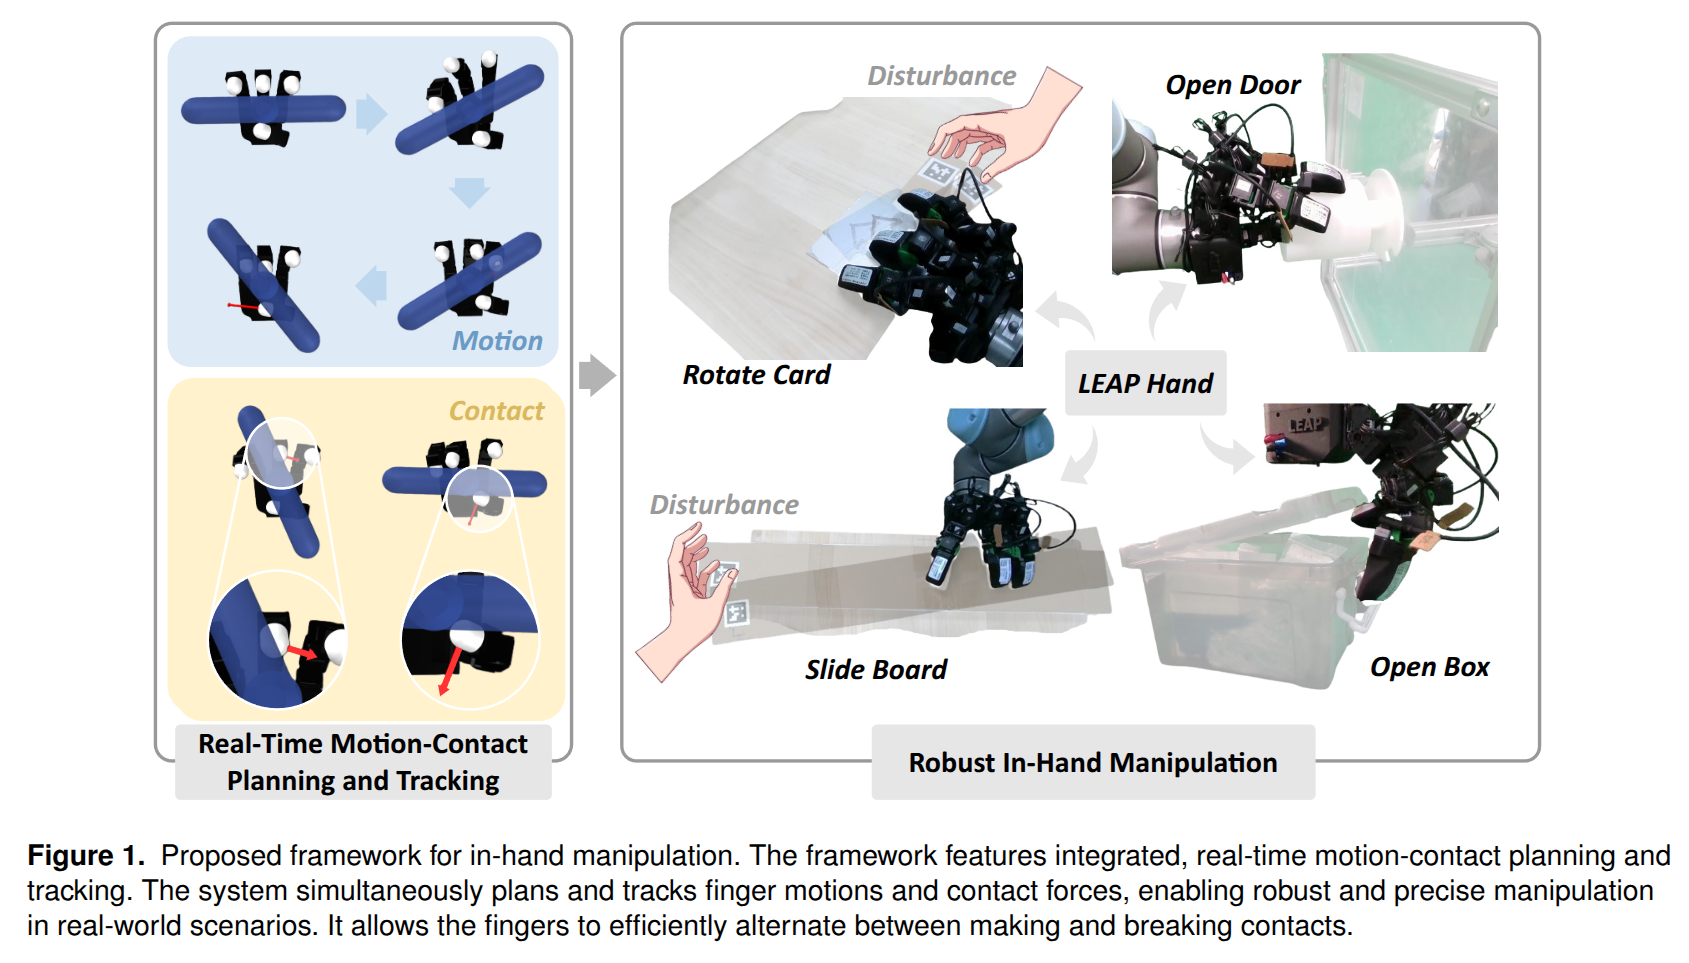 Motion
Contact
Real-Time Motion-Contact
Planning and Tracking
Disturbance
Open Door
Rotate Card
LEAP Hand
LEAP
Disturbance
Slide Board
Open Box
Robust In-Hand Manipulation
Figure 1. Proposed framework for in-hand manipulation. The framework features integrated, real-time motion-contact planning and
tracking. The system simultaneously plans and tracks finger motions and contact forces, enabling robust and precise manipulation
in real-world scenarios. It allows the fingers to efficiently alternate between making and breaking contacts.